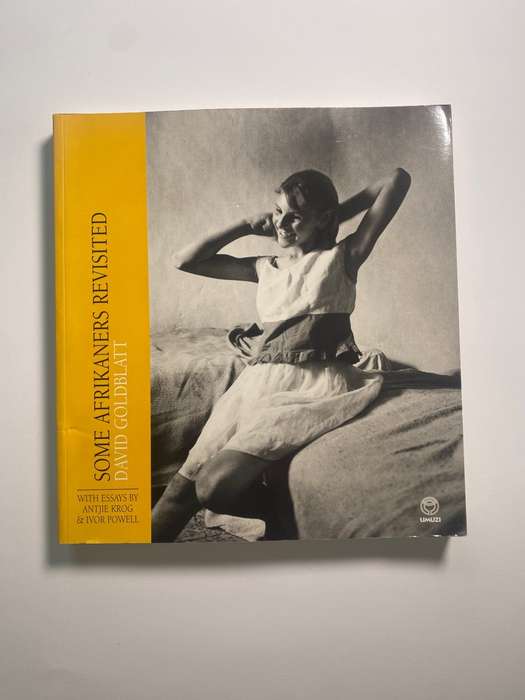 SOME AFRIKANERS REVISITED
DAVID GOLDBLATT
WITH ESSAYS BY
ANTJIE KROG
& IVOR POWELL
UMUZI